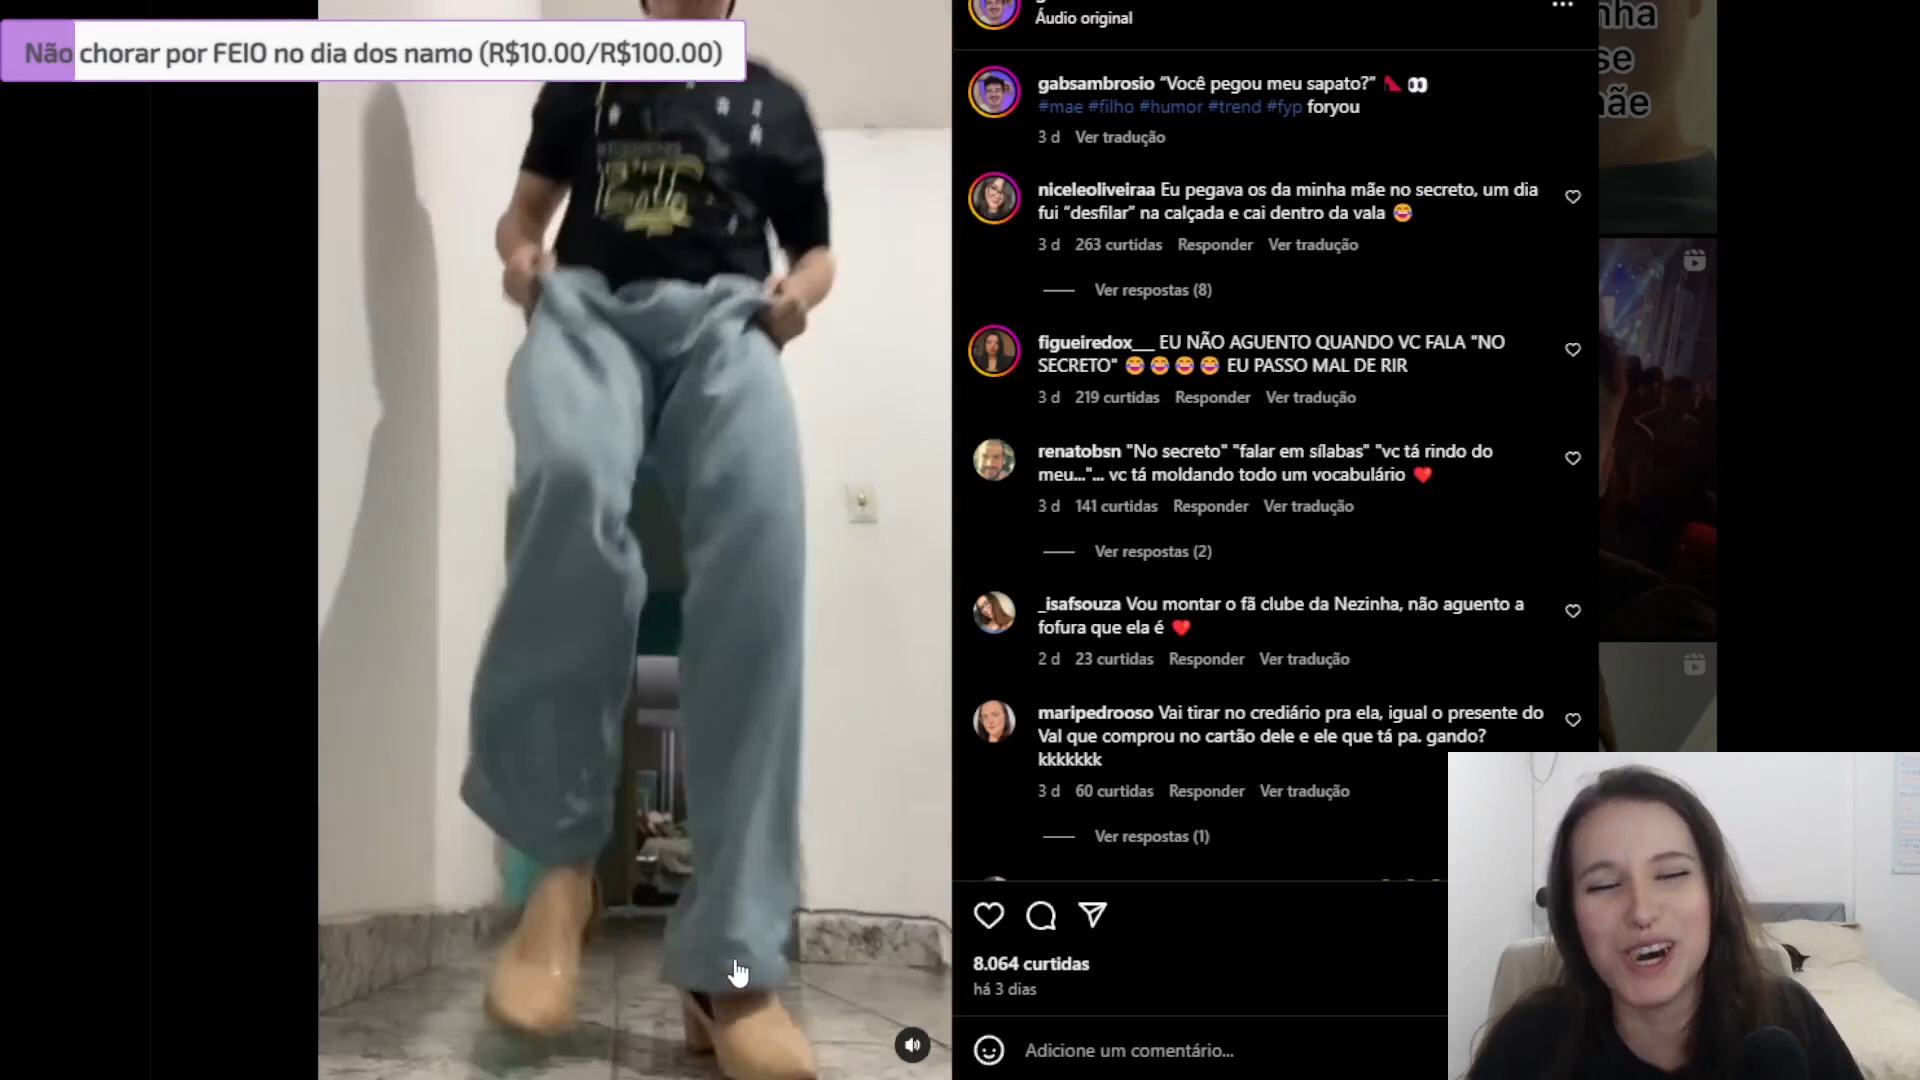 Não chorar por FEIO no dia dos namo (R$10.00/R$100.00)
Áudio original
gabsambrosio “Você pegou meu sapato?” 👠 👀
#mae #filho #humor #trend #fyp foryou
3 d Ver tradução
niceleoliveiraa Eu pegava os da minha mãe no secreto, um dia
fui “desfilar” na calçada e cai dentro da vala 😂
3 d 263 curtidas Responder Ver tradução
Ver respostas (8)
figueiredox___ EU NÃO AGUENTO QUANDO VC FALA "NO
SECRETO" 😂 😂 😂 😂 EU PASSO MAL DE RIR
3 d 219 curtidas Responder Ver tradução
renatobsn "No secreto" "falar em sílabas" "vc tá rindo do
meu..."... vc tá moldando todo um vocabulário ❤️
3 d 141 curtidas Responder Ver tradução
Ver respostas (2)
_isafsouza Vou montar o fã clube da Nezinha, não aguento a
fofura que ela é ❤️
2 d 23 curtidas Responder Ver tradução
maripedrooso Vai tirar no crediário pra ela, igual o presente do
Val que comprou no cartão dele e ele que tá pa. gando?
kkkkkkk
3 d 60 curtidas Responder Ver tradução
Ver respostas (1)
8.064 curtidas
há 3 dias
Adicione um comentário...
nha
se
ãe